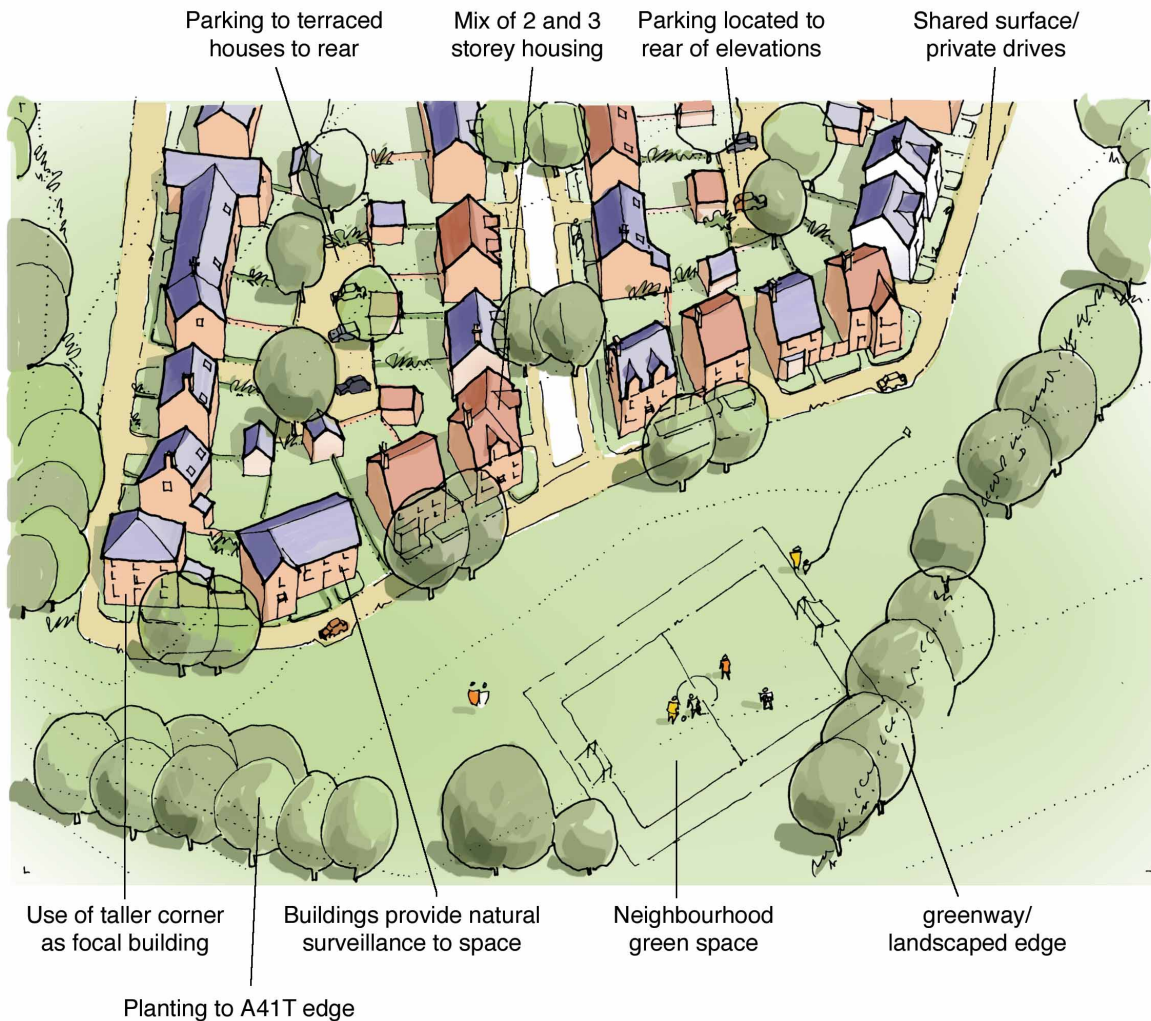 Parking to terraced
houses to rear
Mix of 2 and 3
storey housing
Parking located to
rear of elevations
Shared surface/
private drives
Use of taller corner
as focal building
Buildings provide natural
surveillance to space
Neighbourhood
green space
greenway/
landscaped edge
Planting to A41T edge